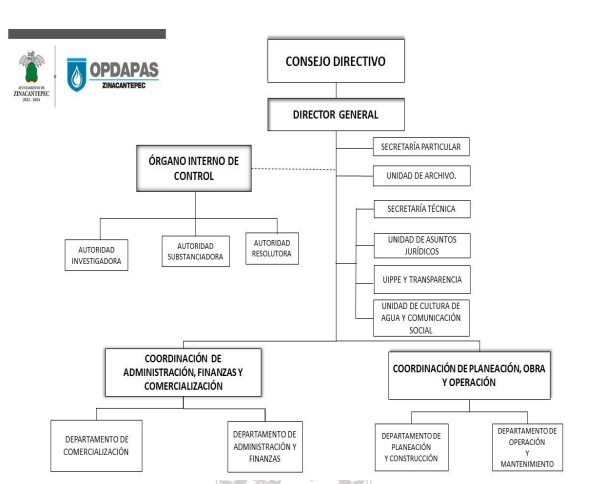 AYUNTAMIENTO DE
ZINACANTEPEC
2022 - 2024
OPDAPAS
ZINACANTEPEC
CONSEJO DIRECTIVO
DIRECTOR GENERAL
SECRETARÍA PARTICULAR
ÓRGANO INTERNO DE
CONTROL
UNIDAD DE ARCHIVO.
SECRETARÍA TÉCNICA
AUTORIDAD
INVESTIGADORA
AUTORIDAD
SUBSTANCIADORA
AUTORIDAD
RESOLUTORA
UNIDAD DE ASUNTOS
JURÍDICOS
UIPPE Y TRANSPARENCIA
UNIDAD DE CULTURA DE
AGUA Y COMUNICACIÓN
SOCIAL
COORDINACIÓN DE
ADMINISTRACIÓN, FINANZAS Y
COMERCIALIZACIÓN
COORDINACIÓN DE PLANEACIÓN, OBRA
Y OPERACIÓN
DEPARTAMENTO DE
COMERCIALIZACIÓN
DEPARTAMENTO DE
ADMINISTRACIÓN Y
FINANZAS
DEPARTAMENTO DE
PLANEACIÓN
Y CONSTRUCCIÓN
DEPARTAMENTO DE
OPERACIÓN
Y
MANTENIMIENTO